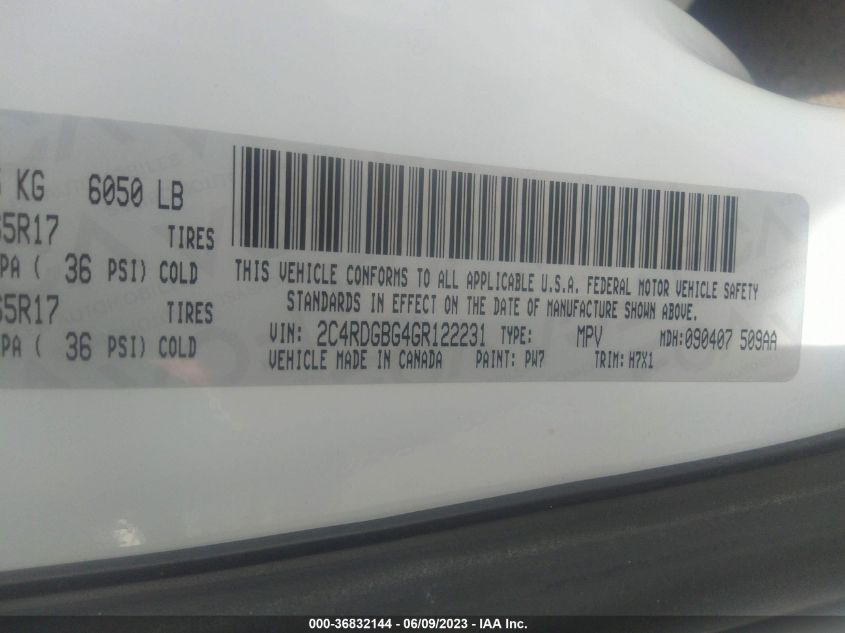 KG 6050 LB
5R17 TIRES
PA ( 36 PSI) COLD
5R17 TIRES
PA ( 36 PSI) COLD
THIS VEHICLE CONFORMS TO ALL APPLICABLE U.S.A. FEDERAL MOTOR VEHICLE SAFETY
STANDARDS IN EFFECT ON THE DATE OF MANUFACTURE SHOWN ABOVE.
VIN: 2C4RDGBG4GR122231 TYPE: MPV MDH:090407 509AA
VEHICLE MADE IN CANADA PAINT: PW7 TRIM: H7X1
000-36832144 - 06/09/2023 - IAA Inc.